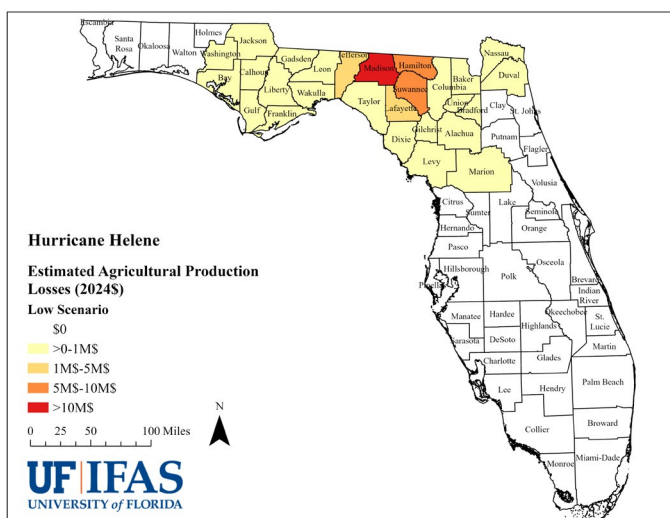 Escambia
Holmes
Santa
Rosa
Okaloosa
Walton
Jackson
Washington
Bay
Calhoun
Gulf
Liberty
Franklin
Gadsden
Leon
Wakulla
Jefferson
Madison
Taylor
Hamilton
Suwannee
Lafayette
Dixie
Columbia
Baker
Union
Bradford
Gilchrist
Alachua
Levy
Marion
Nassau
Duval
Clay
St. Johns
Putnam
Flagler
Volusia
Citrus
Sumter
Lake
Seminole
Hernando
Orange
Pasco
Osceola
Hillsborough
Pinellas
Polk
Brevard
Indian
River
Manatee
Hardee
Highlands
Okeechobee
St.
Lucie
Sarasota
DeSoto
Martin
Charlotte
Glades
Lee
Hendry
Palm Beach
Collier
Broward
Monroe
Miami-Dade
Hurricane Helene
Estimated Agricultural Production
Losses (2024$)
Low Scenario
$0
>0-1M$
1M$-5M$
5M$-10M$
>10M$
0 25 50 100 Miles
N
UF|IFAS
UNIVERSITY of FLORIDA